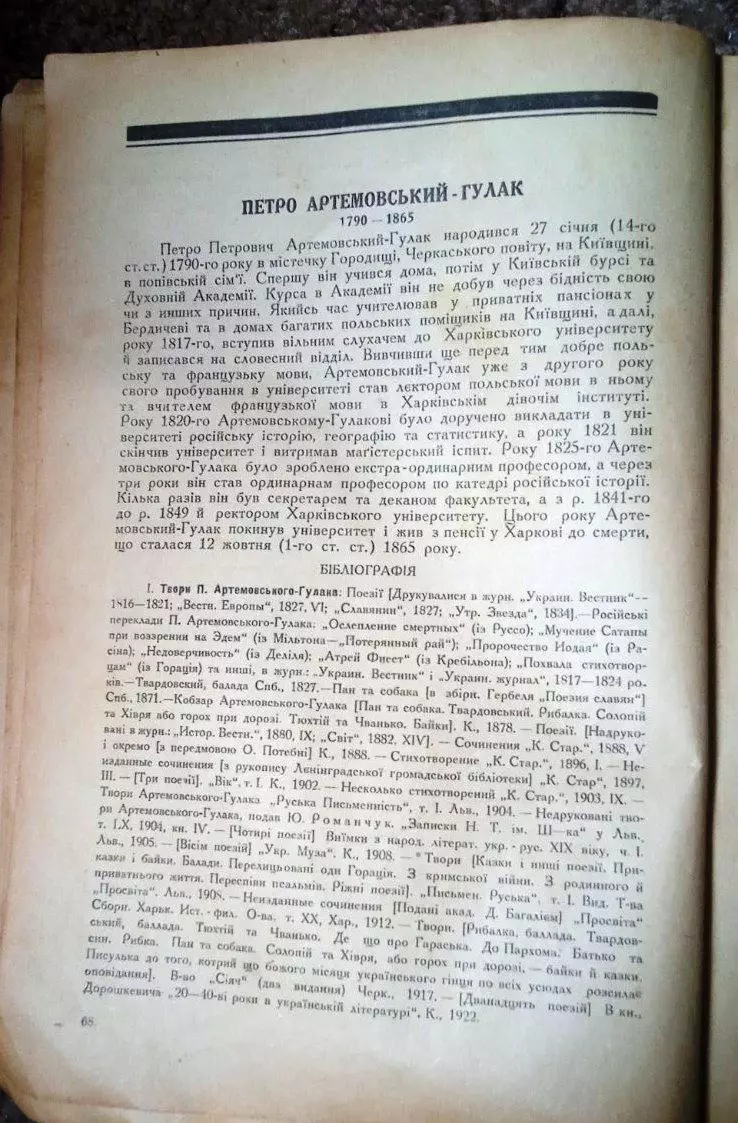 ПЕТРО АРТЕМОВСЬКИЙ-ГУЛАК
1790 — 1865
Петро Петрович Артемовський-Гулак народився 27 січня (14-го
ст.ст.) 1790-го року в містечку Городищі, Черкаського повіту, на Київщині,
в попівській сім'ї. Спершу він учився дома, потім у Київській бурсі та
Духовній Академії. Курса в Академії він не добув через бідність свою
чи з инших причин. Якийсь час учителював у приватніх пансіонах у
Бердичеві та в домах багатих польських поміщиків на Київщині, а далі,
року 1817-го, вступив вільним слухачем до Харківського університету
й записався на словесний відділ. Вивчивши ще перед тим добре поль-
ську та французьку мови, Артемовський-Гулак уже з другого року
свого пробування в університеті став лєктором польської мови в ньому
та вчителем французької мови в Харківськім дівочім інституті.
Року 1820-го Артемовському-Гулакові було доручено викладати в уні-
верситеті російську історію, географію та статистику, а року 1821 він
скінчив університет і витримав маґістерський іспит. Року 1825-го Арте-
мовського-Гулака було зроблено екстра-ординарним професором, а через
три роки він став ординарнам професором по катедрі російської історії.
Кілька разів він був секретарем та деканом факультета, а з р. 1841-го
до р. 1849 й ректором Харківського університету. Цього року Арте-
мовський-Гулак покинув університет і жив з пенсії у Харкові до смерти,
що сталася 12 жовтня (1-го ст. ст.) 1865 року.
БІБЛІОГРАФІЯ
І. Твори П. Артемовського-Гулака: Поезії [Друкувалися в журн. „Украин. Вестник“—
1816—1821; „Вестн. Европы“, 1827, VI; „Славянин“, 1827; „Утр. Звезда“, 1834].—Російські
переклади П. Артемовського-Гулака: „Ослепление смертных“ (із Руссо); „Мучение Сатаны
при воззрении на Эдем“ (із Мільтона—„Потерянный рай“); „Пророчество Иодая“ (із Ра-
сіна); „Недоверчивость“ (із Деліля); „Атрей Фиест“ (із Кребільона); „Похвала стихотвор-
цам“ (із Горація) та инші, в журн.: „Украин. Вестник“ і „Украин. журнал“, 1817—1824 ро-
ків.—Твардовский, балада Спб., 1827.—Пан та собака [в збірн. Гербеля „Поезия славян“]
Спб., 1871.—Кобзар Артемовського-Гулака [Пан та собака. Твардовський. Рибалка. Солопій
та Хівря або горох при дорозі. Тюхтій та Чванько. Байки]. К., 1878. — Поезії. [Надруко-
вані в журн.: „Истор. Вестн.“, 1880, IX; „Світ“, 1882, XIV]. — Сочинения „К. Стар.“, 1888, V
і окремо [з передмовою О. Потебні] К., 1888. — Стихотворение „К. Стар.“, 1896, I. — Не-
изданные сочинения [з рукопису Лєнінградської громадської бібліотеки] „К. Стар“, 1897,
III. — [Три поезії]. „Вік“, т. І. К., 1902. — Несколько стихотворений „К. Стар.“, 1903, IX. —
Твори Артемовського-Гулака „Руська Письменність“, т. І. Льв., 1904. — Недруковані тво-
ри Артемовського-Гулака, подав Ю. Романчук. „Записки Н. Т. ім. Ш—ка“ у Льв.
т. LX, 1904, кн. IV. — [Чотирі поезії] Виїмки з народ. літерат. укр.-рус. XIX віку, ч. І.
Льв., 1905. — [Вісім поезій] „Укр. Муза“. К., 1908. — * Твори [Казки і инші поезії. При-
казки і байки. Балади. Перелицьовані оди Горація. З кримської війни. З родинного й
приватнього життя. Переспіви псальмів. Ріжні поезії]. „Письмен. Руська“, т. І. Вид. Т-ва
„Просвіта“. Льв., 1908. — Неизданные сочинения [Подані акад. Д. Багалієм] „Просвіта“
Сборн. Харьк. Ист.-фил. О-ва. т. XX, Хар., 1912. — Твори. [Рибалка, баллада. Твардов-
ський, баллада. Тюхтій та Чванько. Де що про Гараська. До Пархома. Батько та
син. Рибка. Пан та собака. Солопій та Хівря, або горох при дорозі, — байки й казки.
Писулька до того, котрий що божого місяця українського гінця по всіх усюдах розсилає
оповідання]. В-во „Сіяч“ (два видання) Черк., 1917. — [Дванадцять поезій] В кн.,
Дорошкевича „20—40-ві роки в українській літературі“, К., 1922.
68